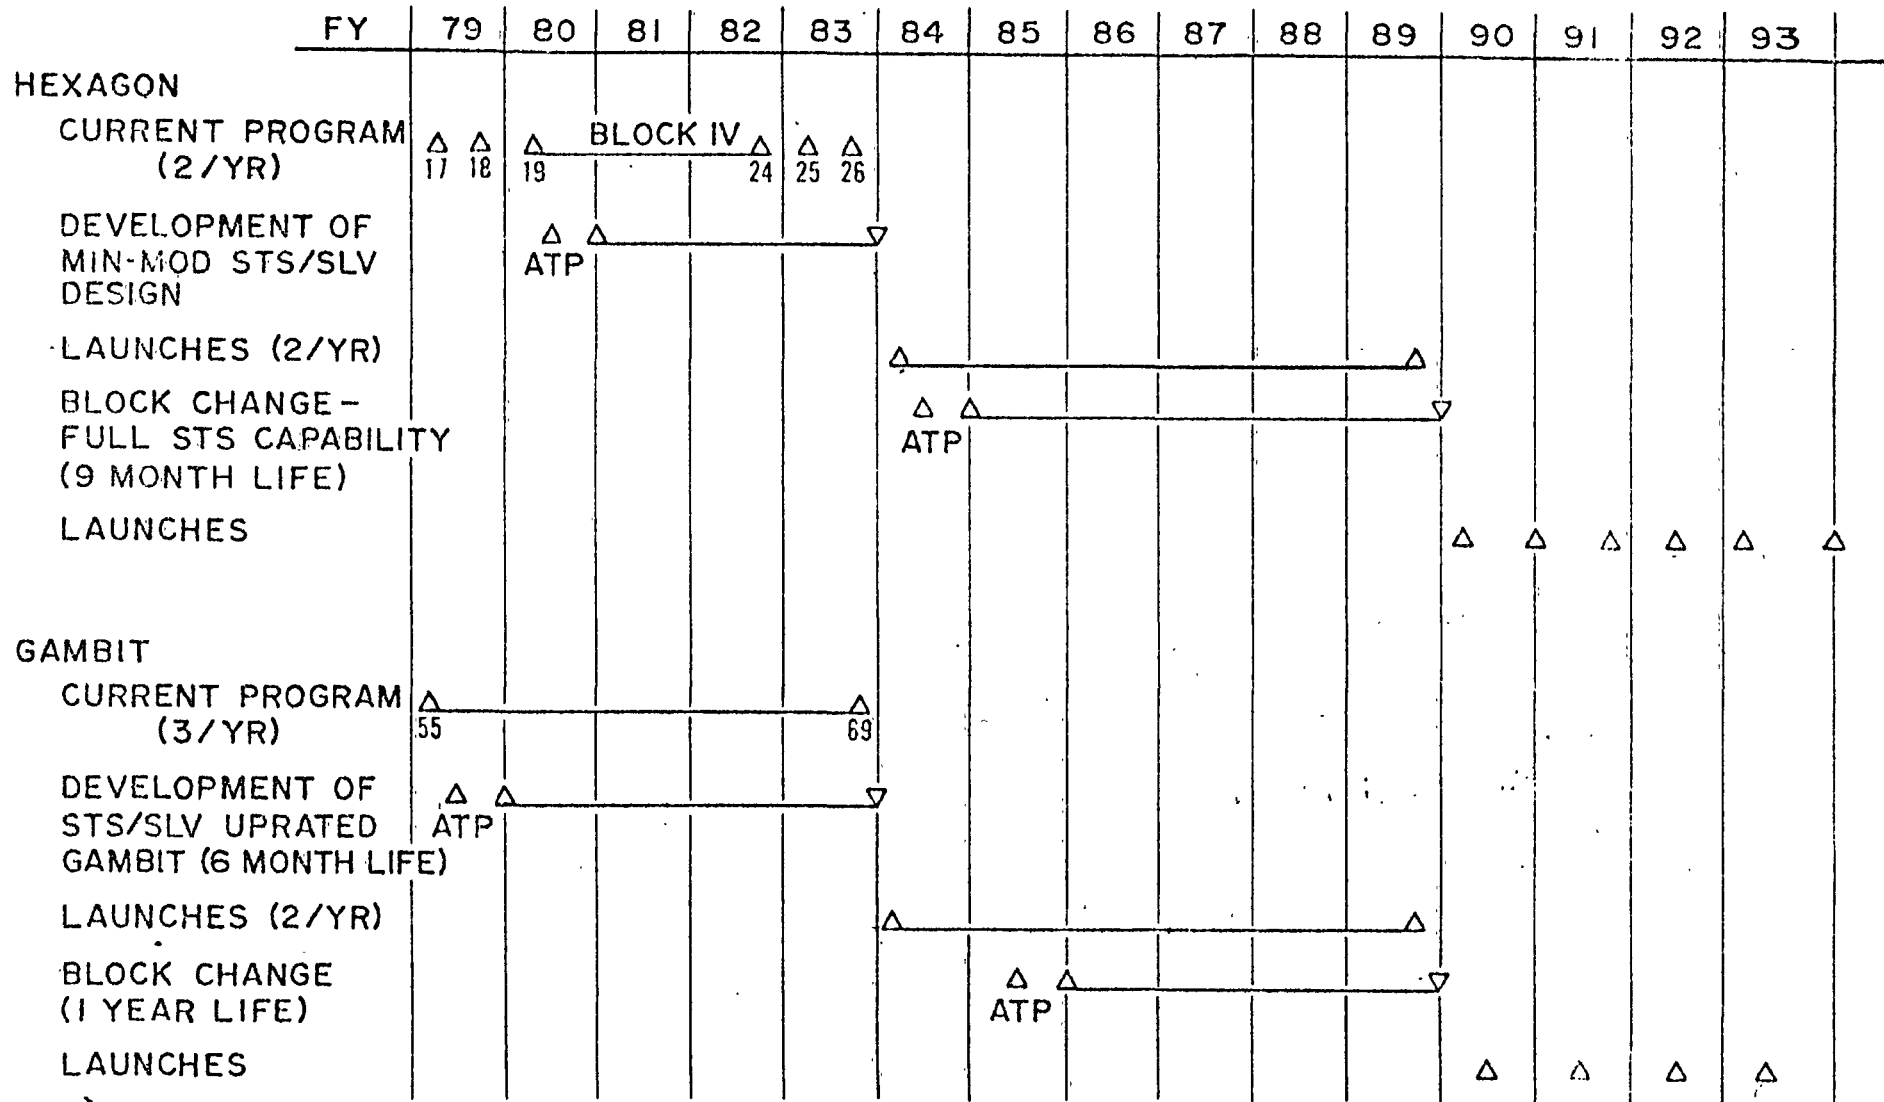 FY 79 80 81 82 83 84 85 86 87 88 89 90 91 92 93
HEXAGON
CURRENT PROGRAM
(2/YR)
BLOCK IV
17 18 19 24 25 26
DEVELOPMENT OF
MIN-MOD STS/SLV
DESIGN
ATP
LAUNCHES (2/YR)
BLOCK CHANGE-
FULL STS CAPABILITY
(9 MONTH LIFE)
ATP
LAUNCHES
GAMBIT
CURRENT PROGRAM
(3/YR)
55 69
DEVELOPMENT OF
STS/SLV UPRATED
GAMBIT (6 MONTH LIFE)
ATP
LAUNCHES (2/YR)
BLOCK CHANGE
(1 YEAR LIFE)
ATP
LAUNCHES